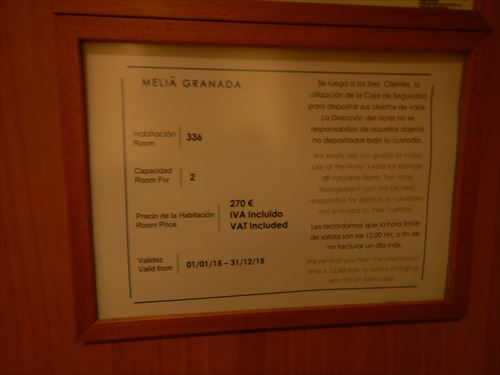 MELIÃ GRANADA
Habitación
Room
336
Capacidad
Room For
2
Precio de la Habitación
Room Price
270 €
IVA Incluido
VAT Included
Validez
Valid from
01/01/15 – 31/12/15
Se ruega a los Sres. Clientes, la
utilización de la Caja de Seguridad
para depositar sus objetos de valor.
La Dirección del Hotel no se
responsabiliza de aquellos objetos
no depositados bajo su custodia.
We kindly ask our guests to make
use of the Hotel´s safe for storage
all valuable items. The Hotel
Mangement can not be held
responsible for objects or valuables
not entrused to their custody.
Les recordamos que la hora límite
de salida son las 12:00 Hrs, a fin de
no facturar un día más.
We remind you that the checkout
time is 12:00 sun to avoid charging
you for an extra day.